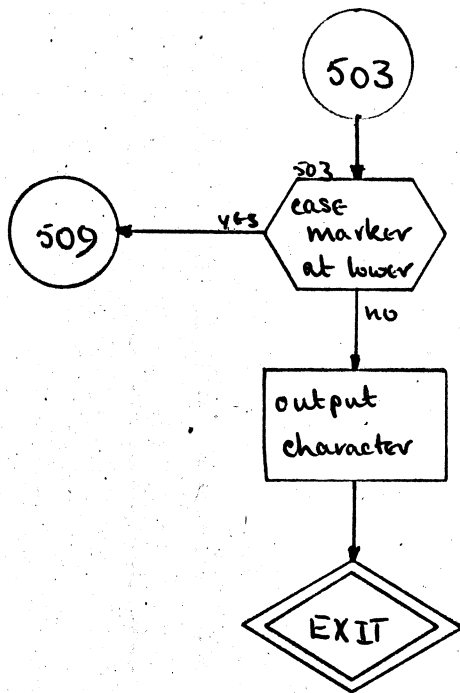 503
503
case
marker
at lower
yes
509
no
output
character
EXIT